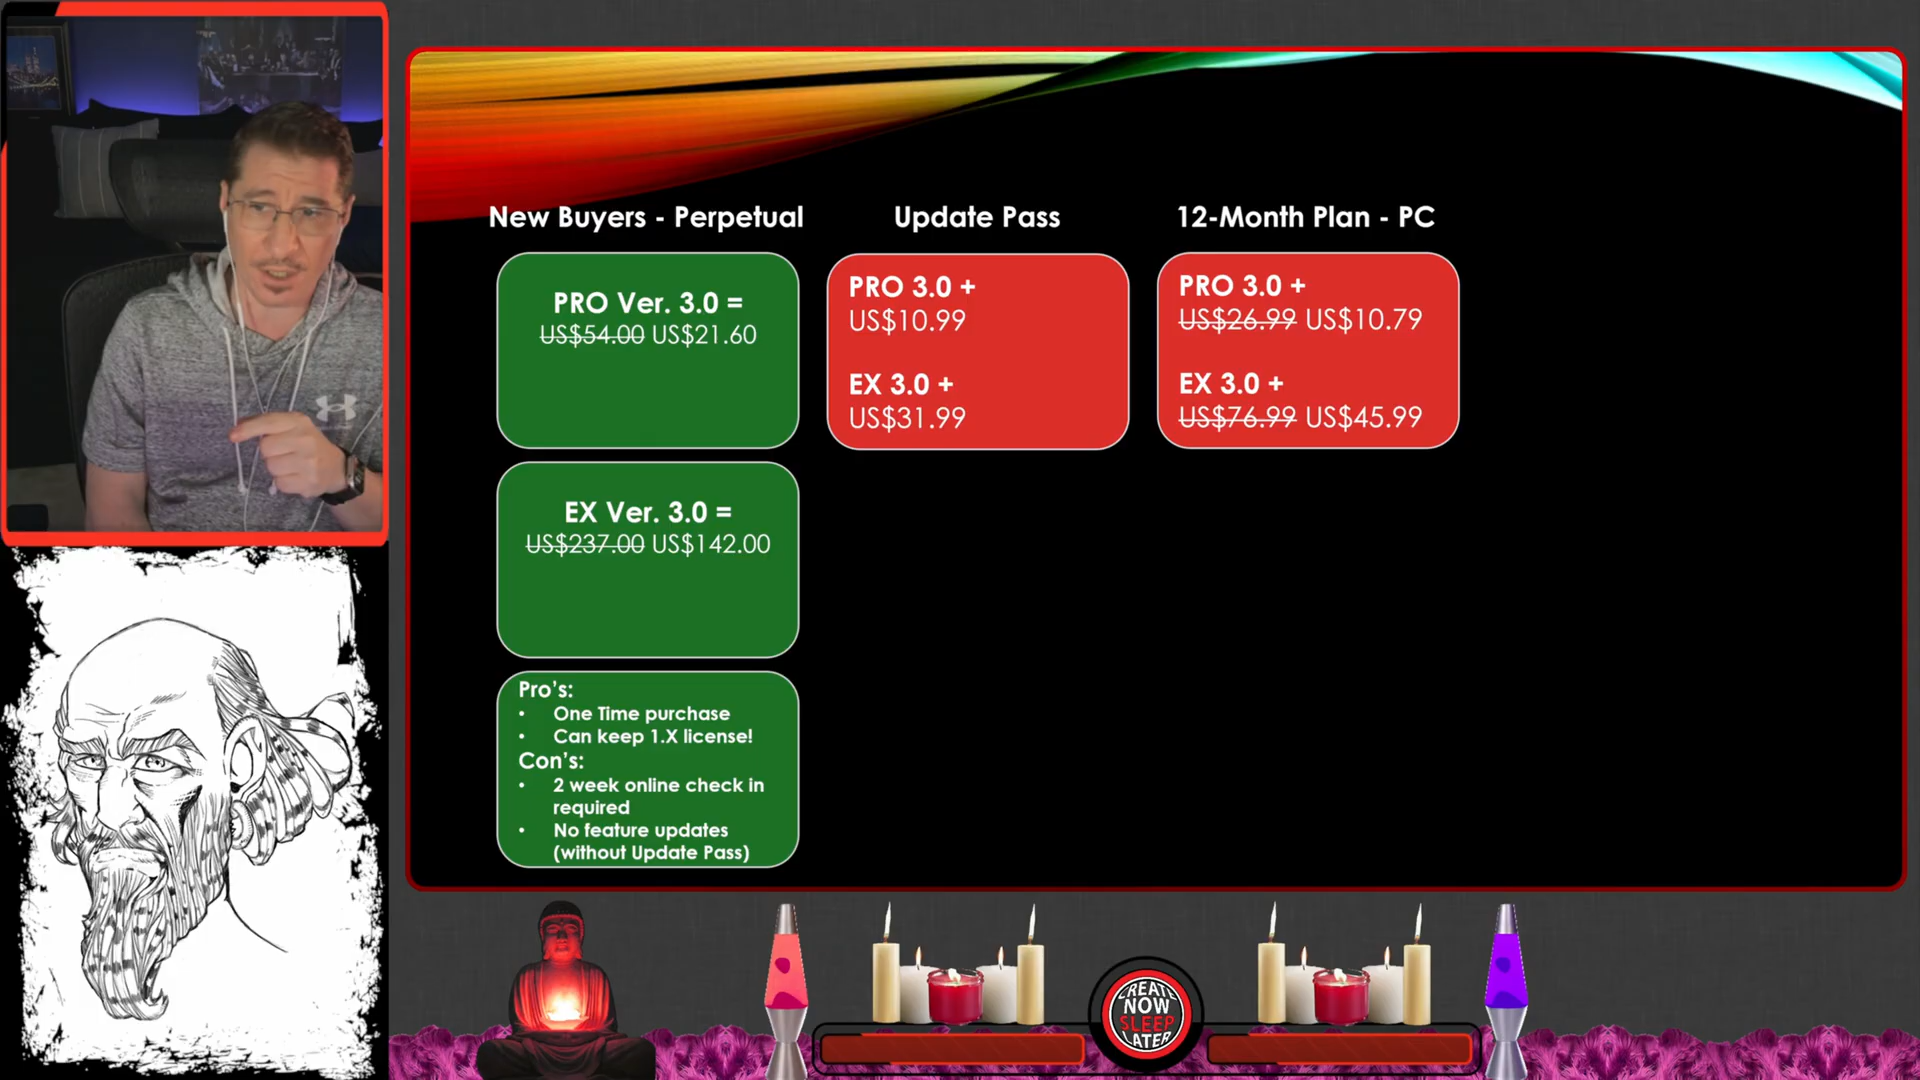 New Buyers - Perpetual
PRO Ver. 3.0 =
US$54.00 US$21.60
EX Ver. 3.0 =
US$237.00 US$142.00
Pro's:
• One Time purchase
• Can keep 1.X license!
Con's:
• 2 week online check in
required
• No feature updates
(without Update Pass)
Update Pass
PRO 3.0 +
US$10.99
EX 3.0 +
US$31.99
12-Month Plan - PC
PRO 3.0 +
US$26.99 US$10.79
EX 3.0 +
US$76.99 US$45.99
CREATE
NOW
SLEEP
LATER